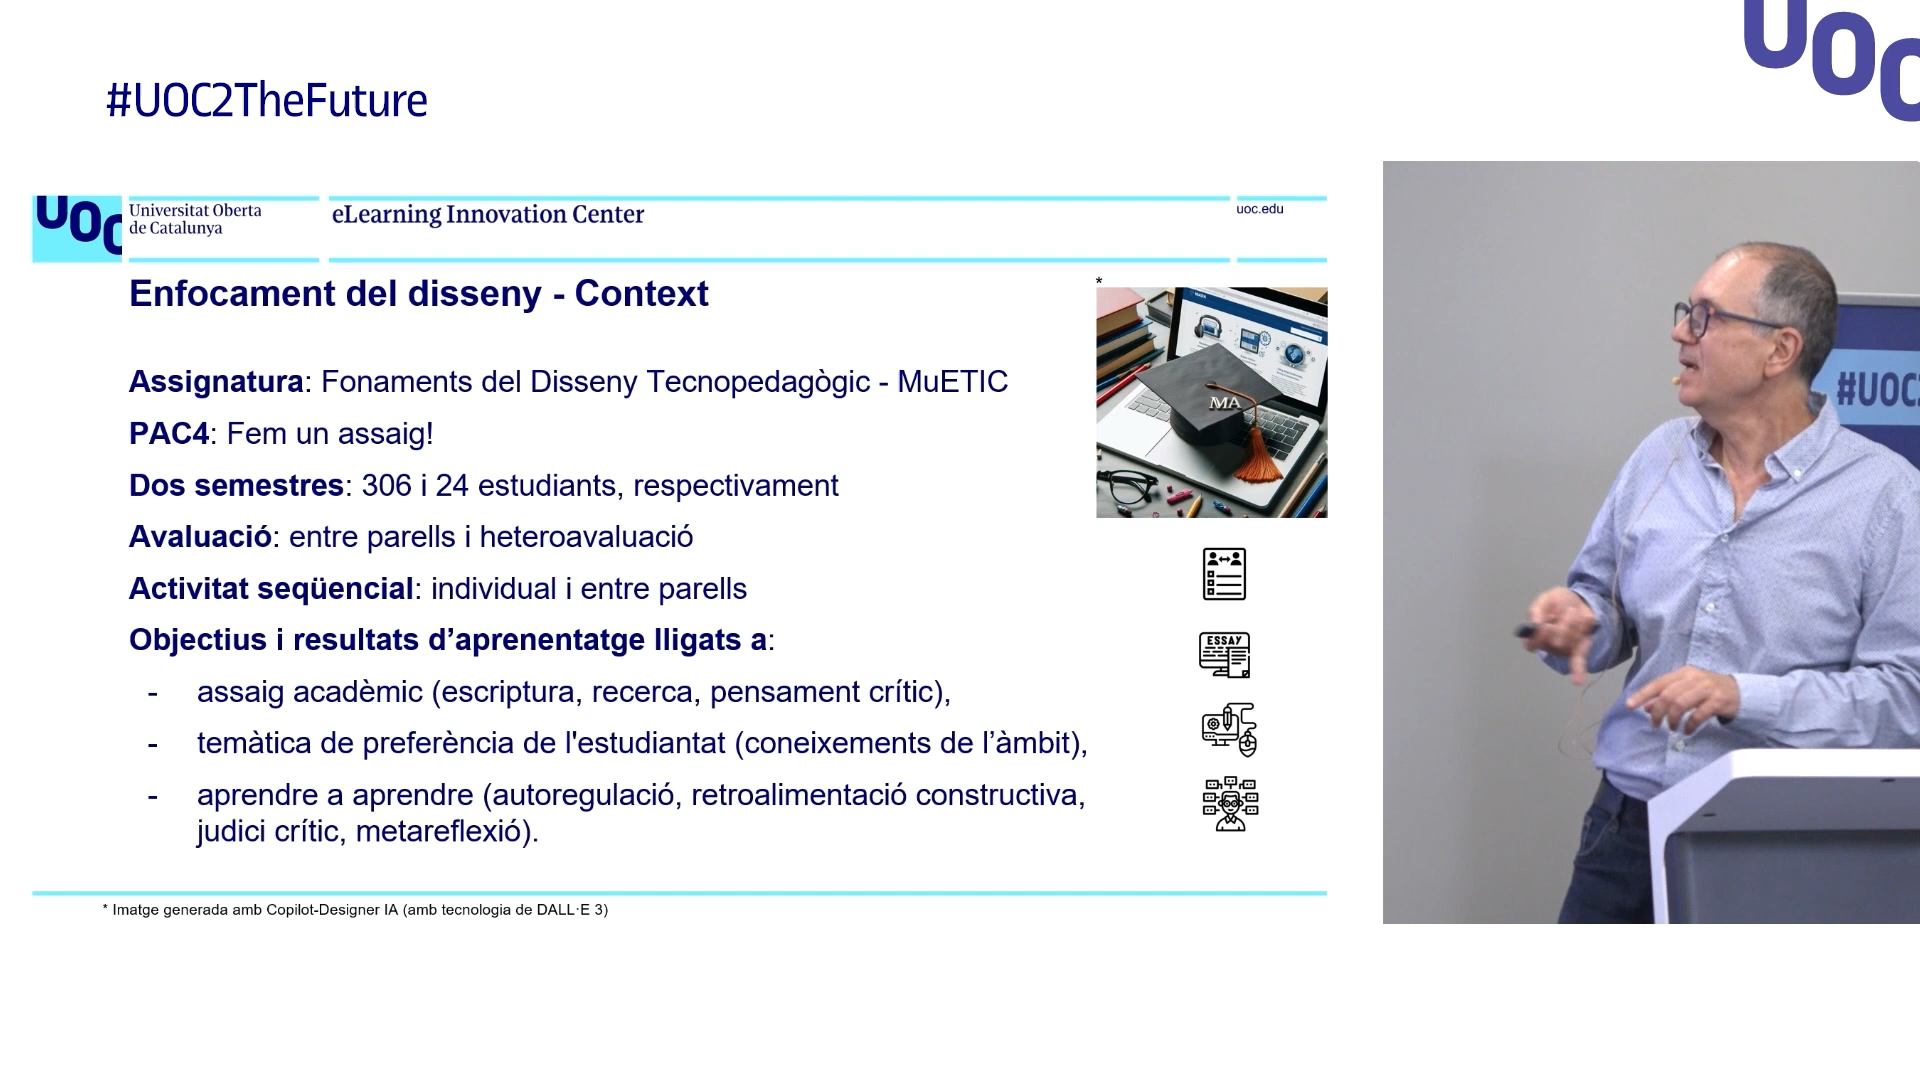 UOC
#UOC2TheFuture
UOC
Universitat Oberta
de Catalunya
eLearning Innovation Center
uoc.edu
Enfocament del disseny - Context
*
Assignatura: Fonaments del Disseny Tecnopedagògic - MuETIC
PAC4: Fem un assaig!
Dos semestres: 306 i 24 estudiants, respectivament
Avaluació: entre parells i heteroavaluació
Activitat seqüencial: individual i entre parells
Objectius i resultats d’aprenentatge lligats a:
- assaig acadèmic (escriptura, recerca, pensament crític),
- temàtica de preferència de l'estudiantat (coneixements de l’àmbit),
- aprendre a aprendre (autoregulació, retroalimentació constructiva,
judici crític, metareflexió).
MA
ESSAY
#UOC
* Imatge generada amb Copilot-Designer IA (amb tecnologia de DALL·E 3)